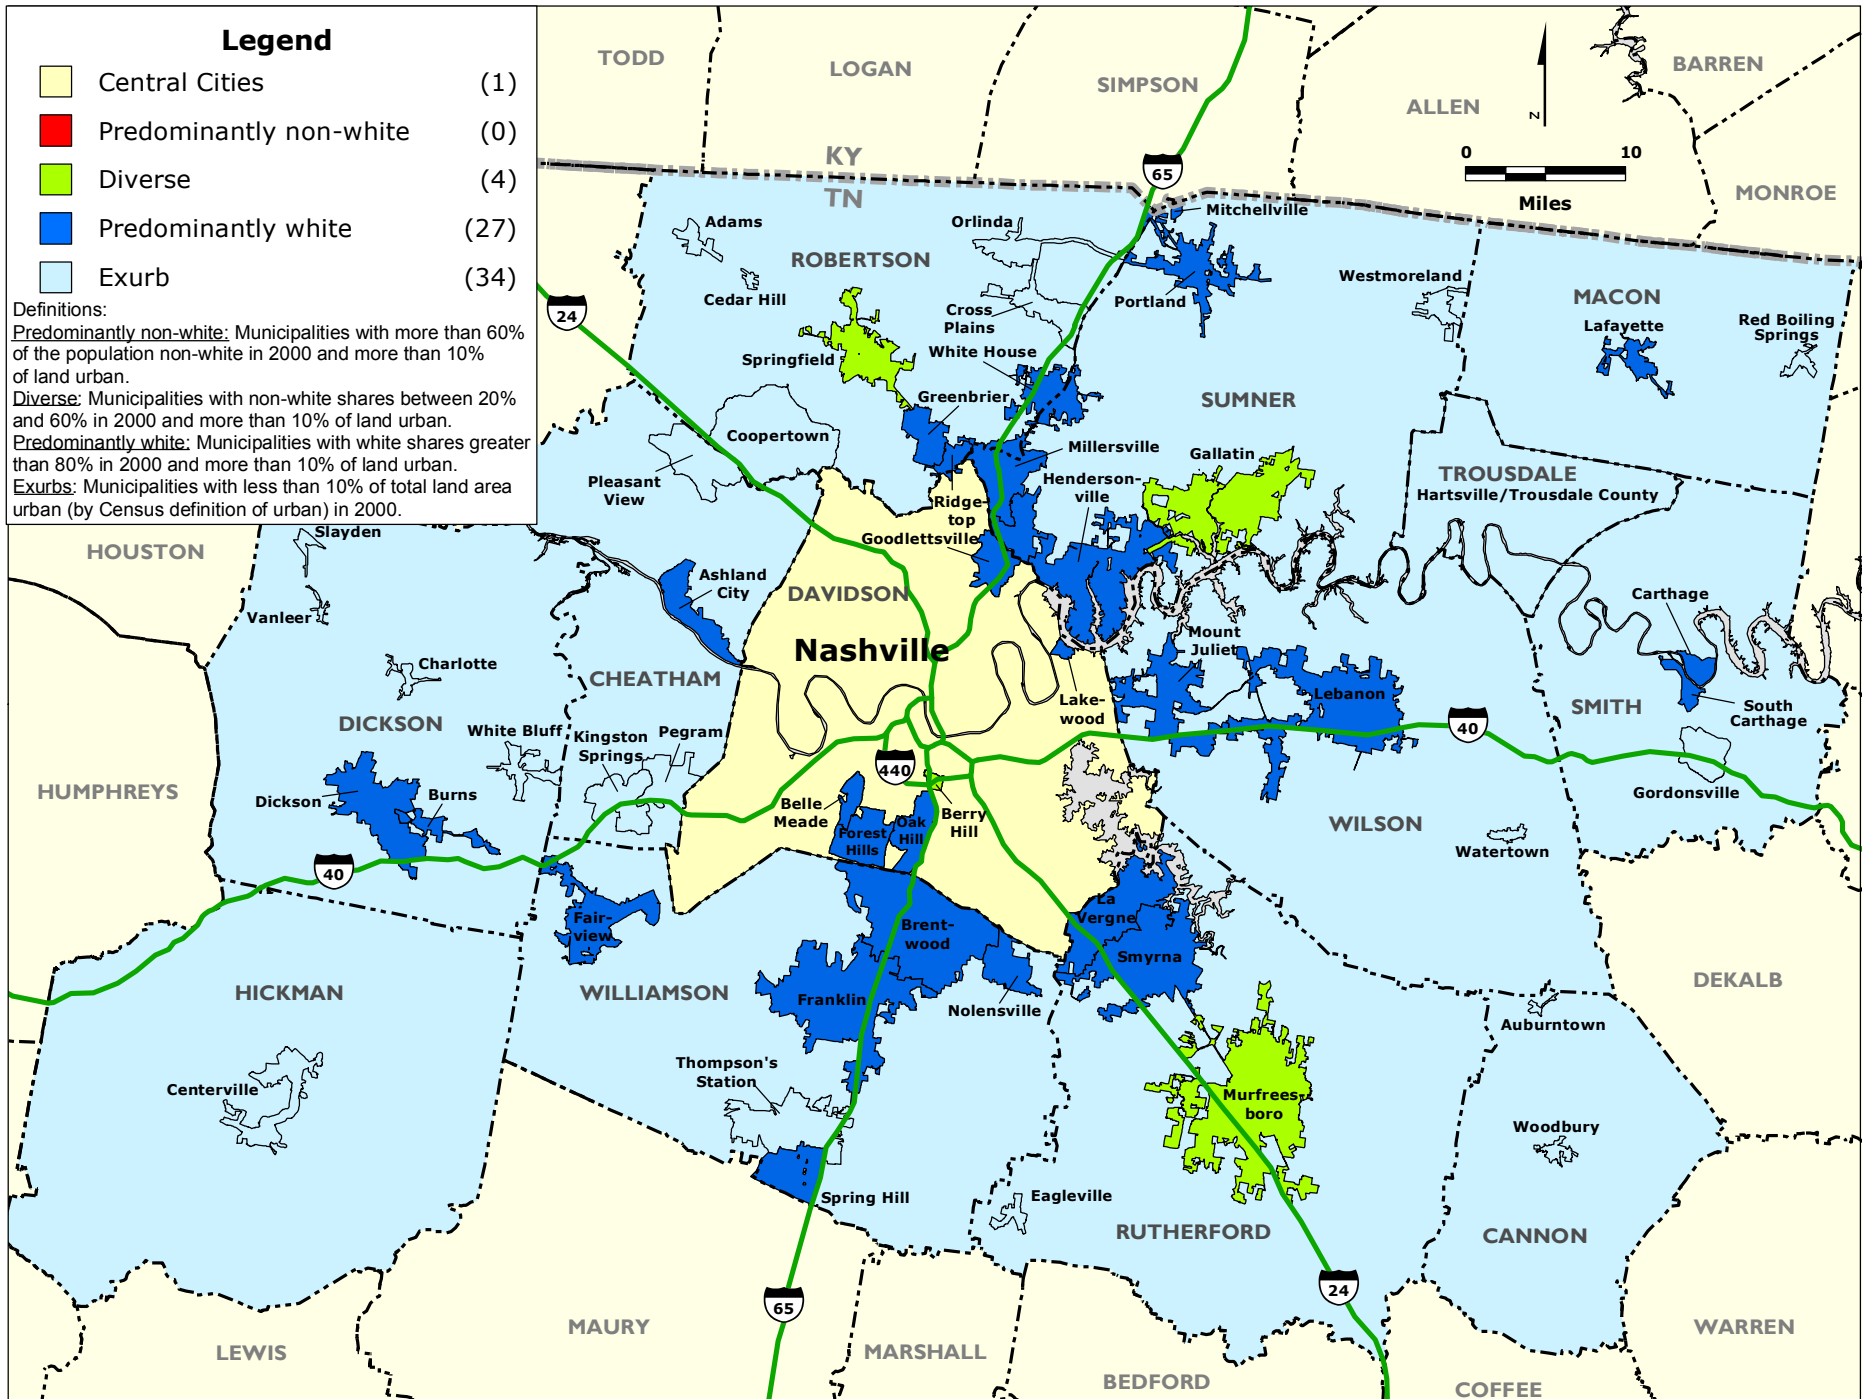 Legend
Central Cities (1)
Predominantly non-white (0)
Diverse (4)
Predominantly white (27)
Exurb (34)
Definitions:
Predominantly non-white: Municipalities with more than 60%
of the population non-white in 2000 and more than 10%
of land urban.
Diverse: Municipalities with non-white shares between 20%
and 60% in 2000 and more than 10% of land urban.
Predominantly white: Municipalities with white shares greater
than 80% in 2000 and more than 10% of land urban.
Exurbs: Municipalities with less than 10% of total land area
urban (by Census definition of urban) in 2000.
TODD
LOGAN
SIMPSON
ALLEN
BARREN
MONROE
N
0 10
Miles
KY
TN
65
Adams
Orlinda
Mitchellville
ROBERTSON
Cedar Hill
Portland
Westmoreland
MACON
Lafayette
Red Boiling
Springs
24
Cross
Plains
Springfield
White House
Greenbrier
SUMNER
Coopertown
Millersville
Gallatin
Pleasant
View
Henderson-
ville
TROUSDALE
Hartsville/Trousdale County
Ridge-
top
Goodlettsville
HOUSTON
Slayden
Vanleer
Ashland
City
DAVIDSON
Nashville
Carthage
Mount
Juliet
Charlotte
CHEATHAM
Lake-
wood
Lebanon
SMITH
South
Carthage
DICKSON
White Bluff
Kingston
Springs
Pegram
40
440
HUMPHREYS
Dickson
Burns
Belle
Meade
Forest
Hills
Oak
Hill
Berry
Hill
Gordonsville
WILSON
Watertown
40
Fair-
view
Brent-
wood
La
Vergne
Smyrna
DEKALB
HICKMAN
WILLIAMSON
Franklin
Nolensville
Auburntown
Centerville
Thompson's
Station
Murfrees-
boro
Woodbury
Spring Hill
Eagleville
RUTHERFORD
CANNON
65
24
MAURY
LEWIS
MARSHALL
BEDFORD
COFFEE
WARREN